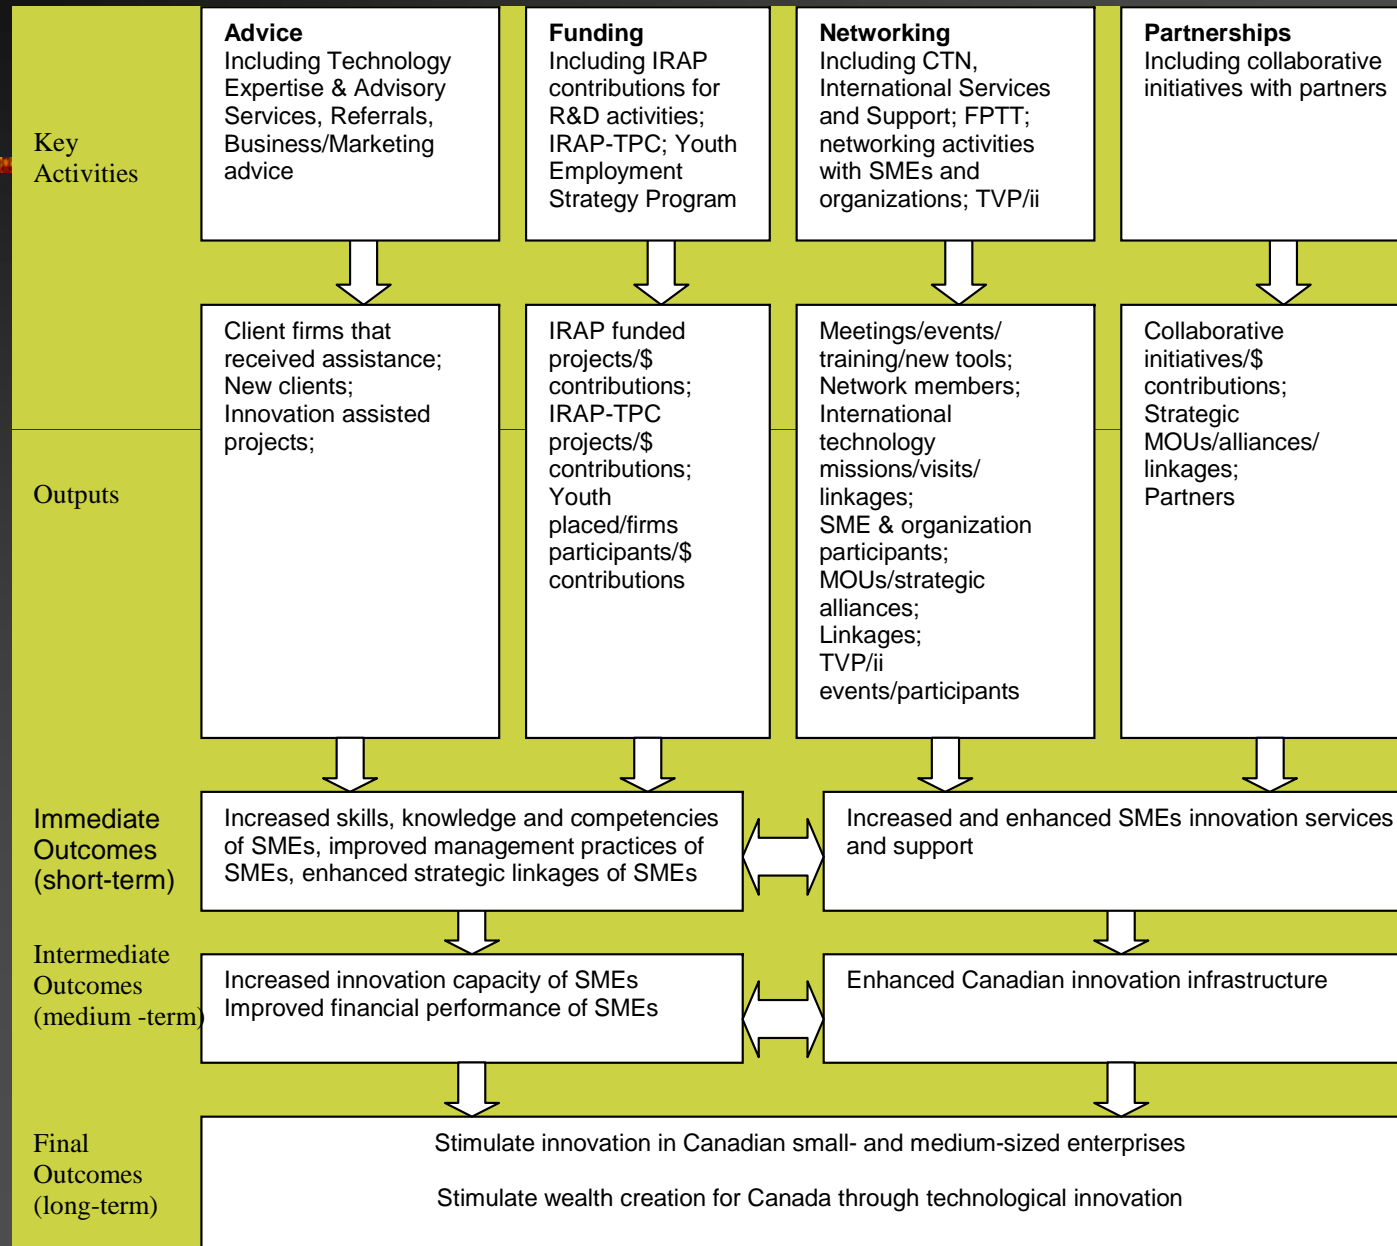 Key
Activities
Advice
Including Technology
Expertise & Advisory
Services, Referrals,
Business/Marketing
advice
Funding
Including IRAP
contributions for
R&D activities;
IRAP-TPC; Youth
Employment
Strategy Program
Networking
Including CTN,
International Services
and Support; FPTT;
networking activities
with SMEs and
organizations; TVP/ii
Partnerships
Including collaborative
initiatives with partners
Outputs
Client firms that
received assistance;
New clients;
Innovation assisted
projects;
IRAP funded
projects/$
contributions;
IRAP-TPC
projects/$
contributions;
Youth
placed/firms
participants/$
contributions
Meetings/events/
training/new tools;
Network members;
International
technology
missions/visits/
linkages;
SME & organization
participants;
MOUs/strategic
alliances;
Linkages;
TVP/ii
events/participants
Collaborative
initiatives/$
contributions;
Strategic
MOUs/alliances/
linkages;
Partners
Immediate
Outcomes
(short-term)
Increased skills, knowledge and competencies
of SMEs, improved management practices of
SMEs, enhanced strategic linkages of SMEs
Increased and enhanced SMEs innovation services
and support
Intermediate
Outcomes
(medium -term)
Increased innovation capacity of SMEs
Improved financial performance of SMEs
Enhanced Canadian innovation infrastructure
Final
Outcomes
(long-term)
Stimulate innovation in Canadian small- and medium-sized enterprises
Stimulate wealth creation for Canada through technological innovation